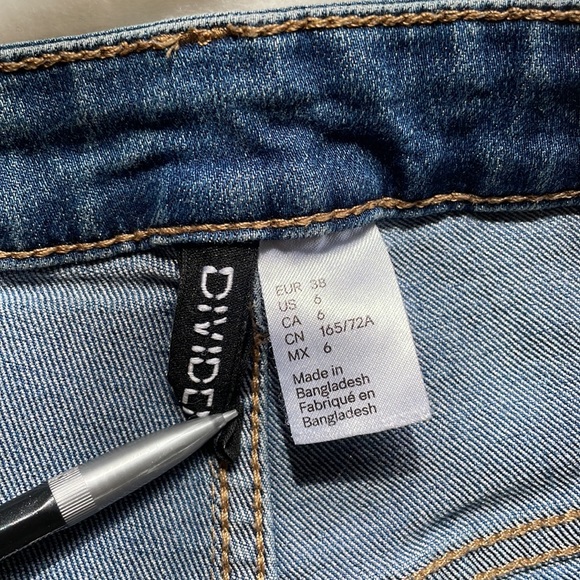 DIVIDE
EUR 38
US 6
CA 6
CN 165/72A
MX 6
Made in
Bangladesh
Fabriqué en
Bangladesh